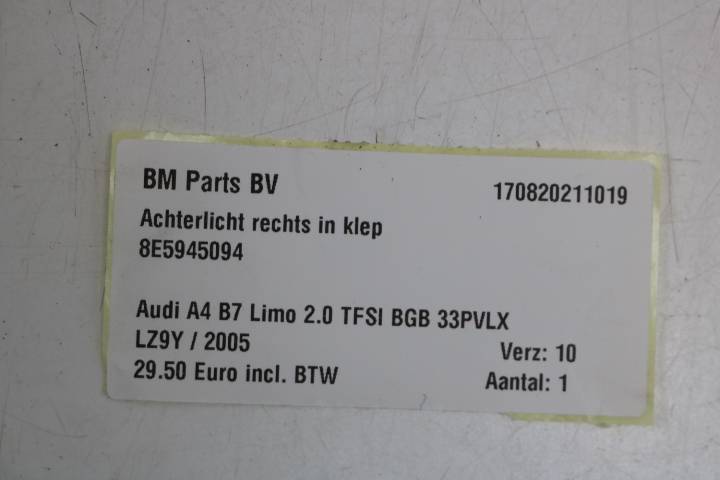 BM Parts BV 170820211019
Achterlicht rechts in klep
8E5945094
Audi A4 B7 Limo 2.0 TFSI BGB 33PVLX
LZ9Y / 2005 Verz: 10
29.50 Euro incl. BTW Aantal: 1